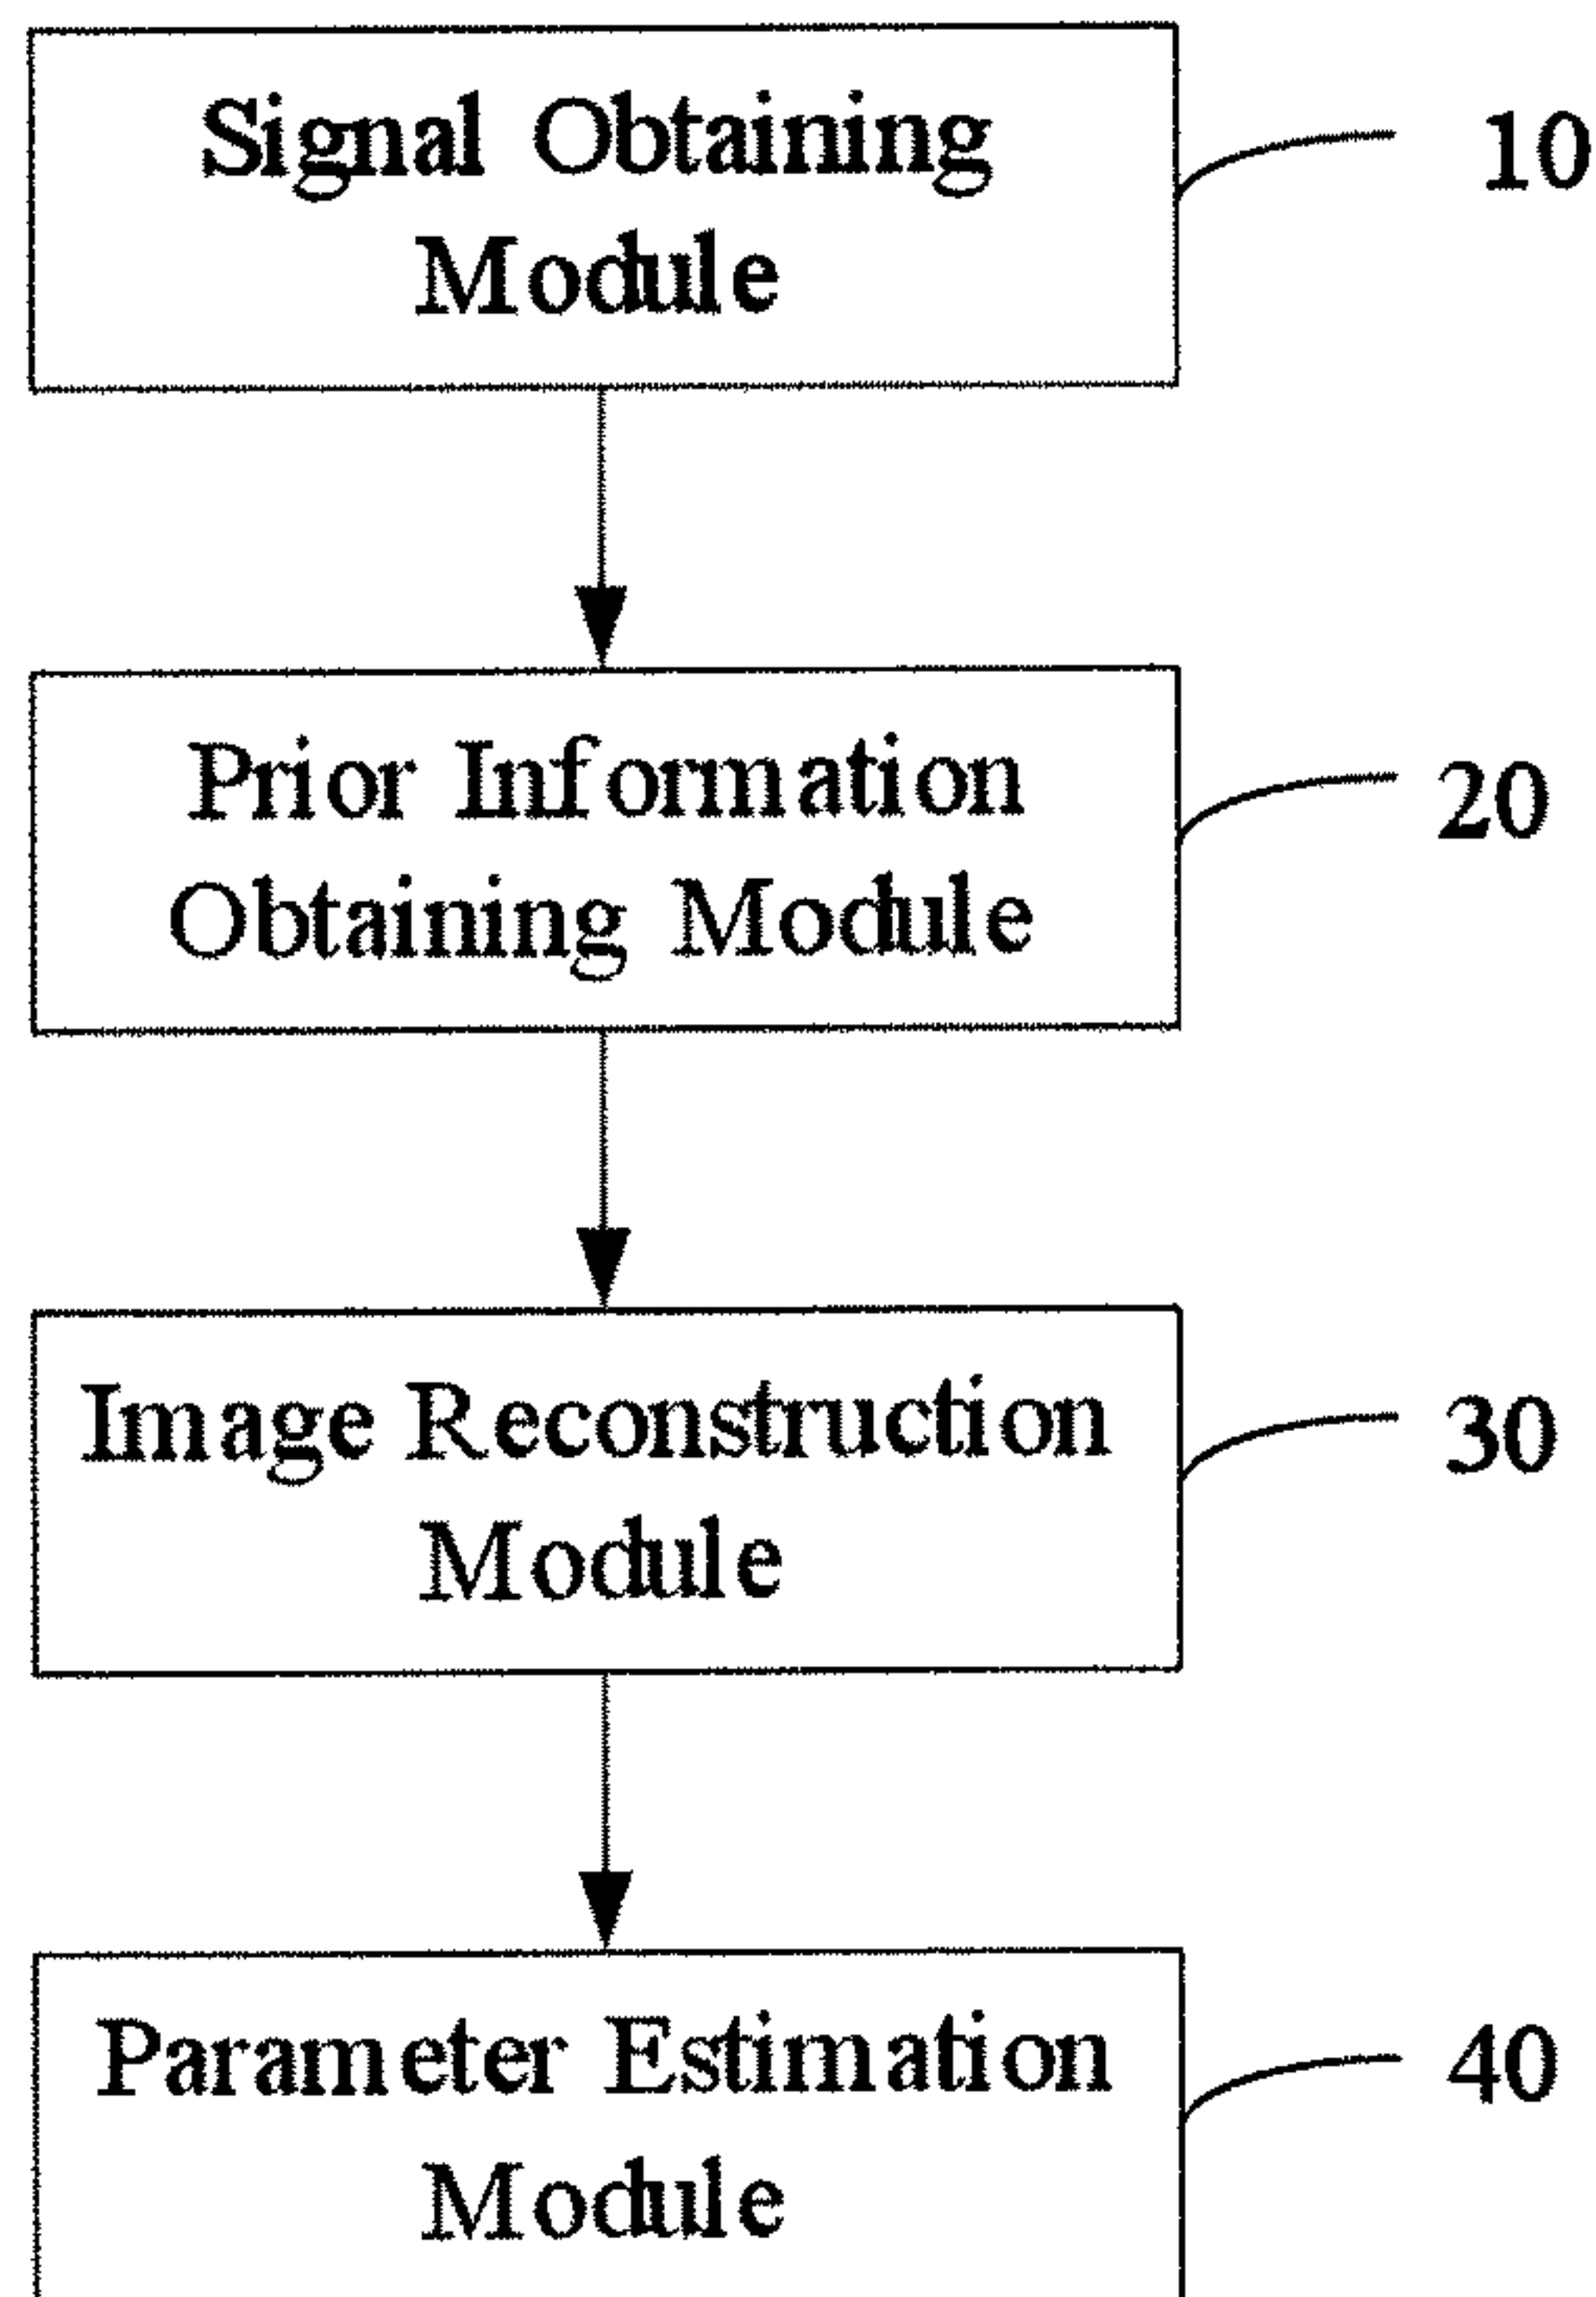 Signal Obtaining
Module
10
Prior Information
Obtaining Module
20
Image Reconstruction
Module
30
Parameter Estimation
Module
40